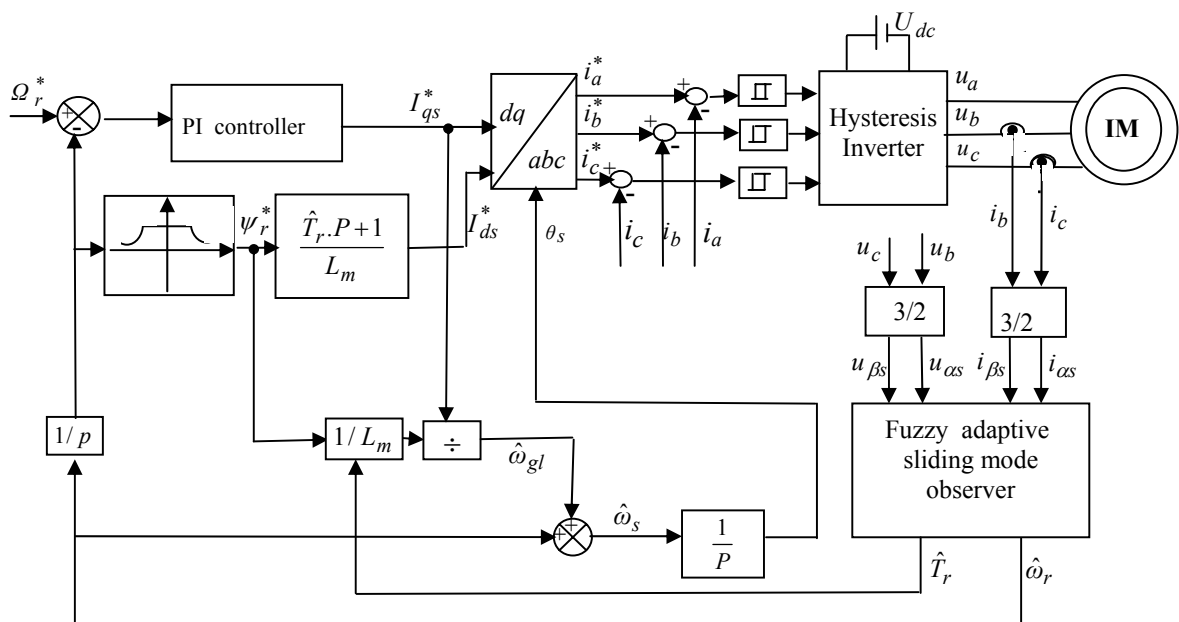 U_dc
Ω_r^*
+
-
PI controller
I_qs^*
dq
abc
i_a^*
i_b^*
i_c^*
+
-
+
-
+
-
Hysteresis
Inverter
u_a
u_b
u_c
IM
ψ_r^*
T̂_r.P+1
L_m
I_ds^*
θ_s
i_c
i_b
i_a
i_b
i_c
u_c
u_b
3/2
3/2
u_βs
u_αs
i_βs
i_αs
1/p
1/L_m
÷
ω̂_gl
Fuzzy adaptive
sliding mode
observer
+
+
ω̂_s
1
P
T̂_r
ω̂_r